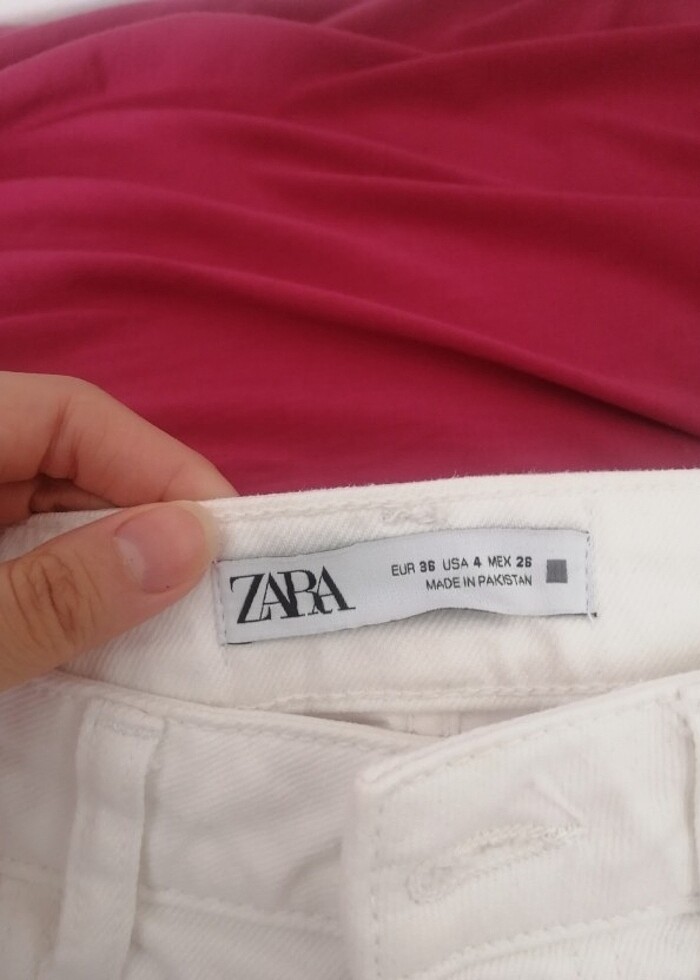 ZARA
EUR 36 USA 4 MEX 26
MADE IN PAKISTAN